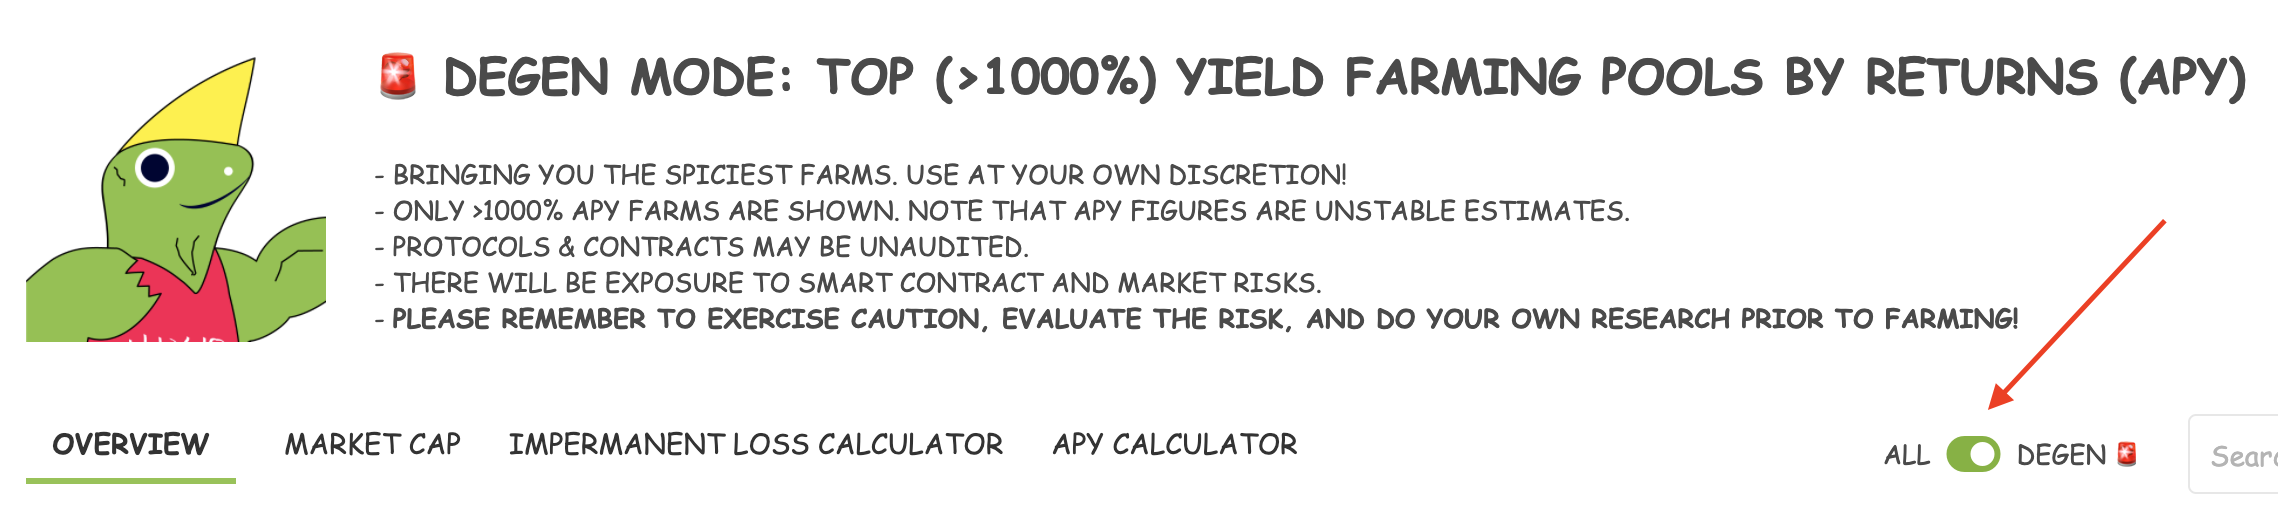 DEGEN MODE: TOP (>1000%) YIELD FARMING POOLS BY RETURNS (APY)
- BRINGING YOU THE SPICIEST FARMS. USE AT YOUR OWN DISCRETION!
- ONLY >1000% APY FARMS ARE SHOWN. NOTE THAT APY FIGURES ARE UNSTABLE ESTIMATES.
- PROTOCOLS & CONTRACTS MAY BE UNAUDITED.
- THERE WILL BE EXPOSURE TO SMART CONTRACT AND MARKET RISKS.
- PLEASE REMEMBER TO EXERCISE CAUTION, EVALUATE THE RISK, AND DO YOUR OWN RESEARCH PRIOR TO FARMING!
OVERVIEW MARKET CAP IMPERMANENT LOSS CALCULATOR APY CALCULATOR ALL DEGEN